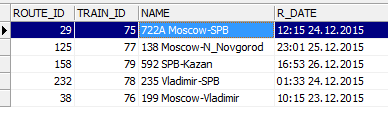 ROUTE_ID TRAIN_ID NAME R_DATE
29 75 722A Moscow-SPB 12:15 24.12.2015
125 77 138 Moscow-N_Novgorod 23:01 25.12.2015
158 79 592 SPB-Kazan 16:53 26.12.2015
232 78 235 Vladimir-SPB 01:33 24.12.2015
38 76 199 Moscow-Vladimir 10:15 23.12.2015